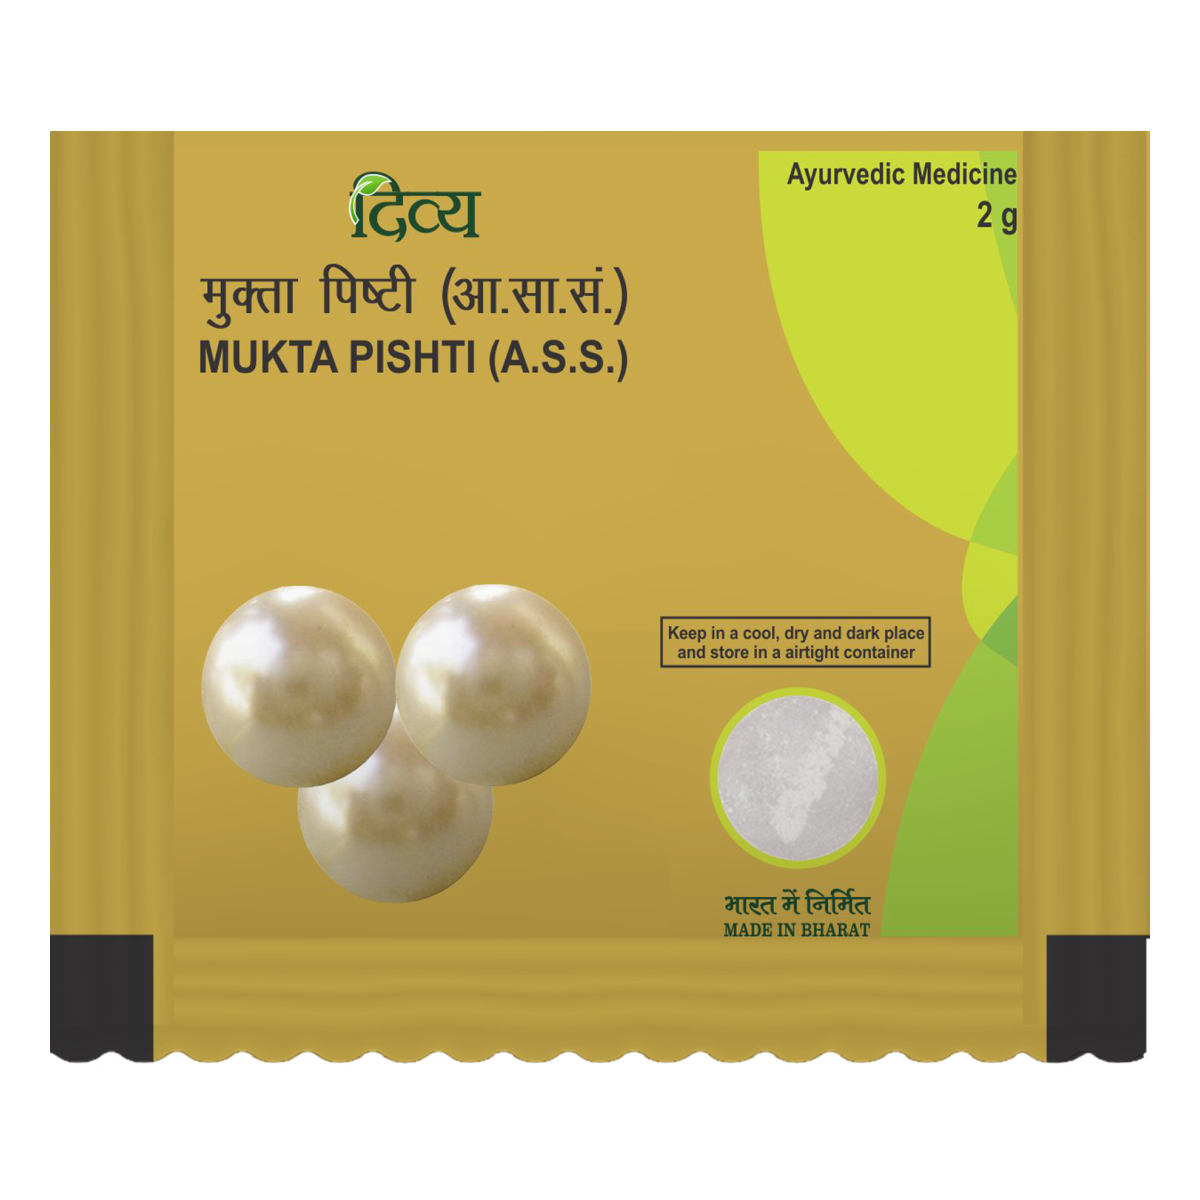 दिव्य
मुक्ता पिष्टी (आ.सा.सं.)
MUKTA PISHTI (A.S.S.)
Ayurvedic Medicine
2 g
Keep in a cool, dry and dark place
and store in a airtight container
भारत में निर्मित
MADE IN BHARAT